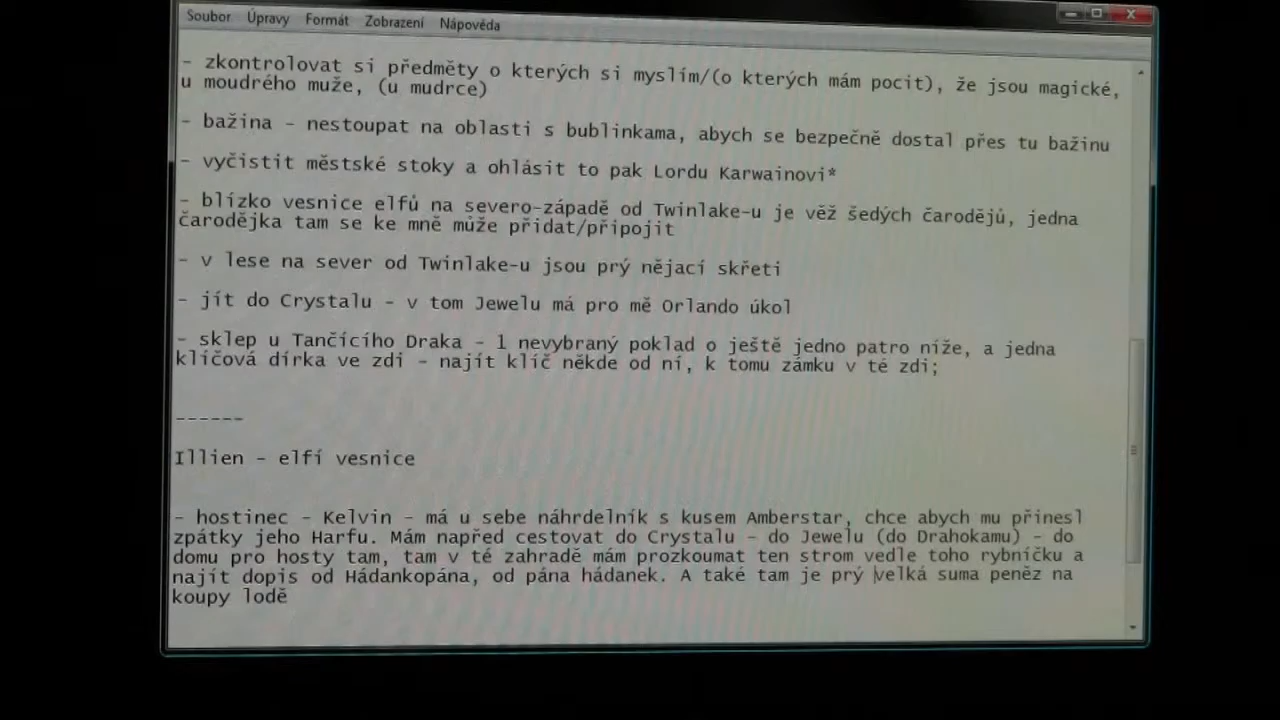 Soubor Úpravy Formát Zobrazení Nápověda
- zkontrolovat si předměty o kterých si myslím/(o kterých mám pocit), že jsou magické,
u moudrého muže, (u mudrce)
- bažina - nestoupat na oblasti s bublinkama, abych se bezpečně dostal přes tu bažinu
- vyčistit městské stoky a ohlásit to pak Lordu Karwainovi*
- blízko vesnice elfů na severo-západě od Twinlake-u je věž šedých čarodějů, jedna
čarodějka tam se ke mně může přidat/připojit
- v lese na sever od Twinlake-u jsou prý nějací skřeti
- jít do Crystalu - v tom Jewelu má pro mě Orlando úkol
- sklep u Tančícího Draka - 1 nevybraný poklad o ještě jedno patro níže, a jedna
klíčová dírka ve zdi - najít klíč někde od ní, k tomu zámku v té zdi;
------
Illien - elfí vesnice
- hostinec - Kelvin - má u sebe náhrdelník s kusem Amberstar, chce abych mu přinesl
zpátky jeho Harfu. Mám napřed cestovat do Crystalu - do Jewelu (do Drahokamu) - do
domu pro hosty tam, tam v té zahradě mám prozkoumat ten strom vedle toho rybníčku a
najít dopis od Hádankopána, od pána hádanek. A také tam je prý velká suma peněz na
koupy lodě